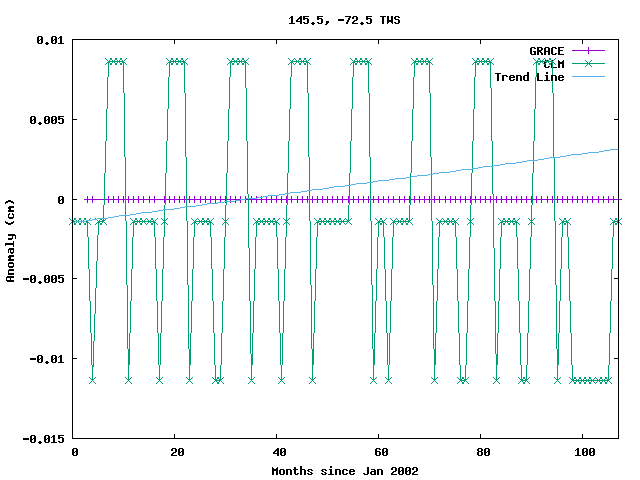 145.5, -72.5 TWS
GRACE
CLM
Trend Line
0.01
0.005
0
-0.005
-0.01
-0.015
Anomaly (cm)
0 20 40 60 80 100
Months since Jan 2002